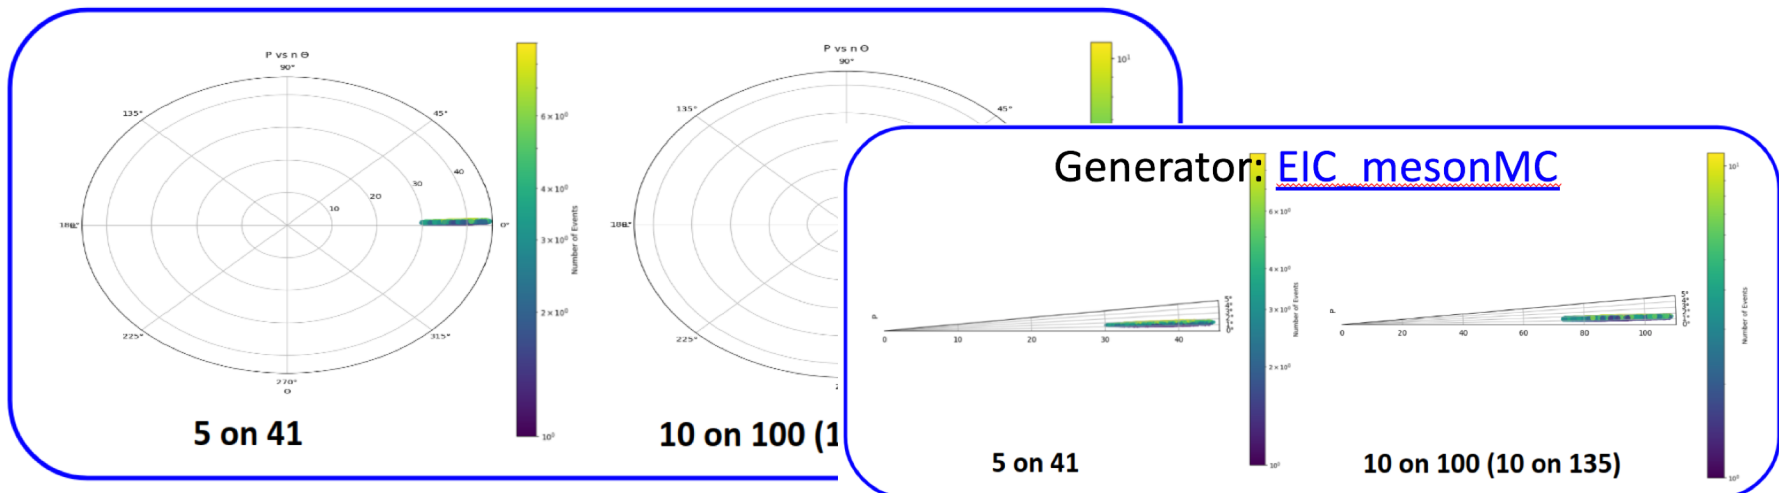 P vs n Θ
90°
135°
45°
40
30
20
10
180°
0°
225°
315°
270°
Θ
6 × 10⁰
4 × 10⁰
3 × 10⁰
2 × 10⁰
10⁰
Number of Events
5 on 41
P vs n Θ
90°
135°
45°
180°
225°
10¹
10 on 100 (1
Generator: EIC_mesonMC
P
0
10
20
30
40
0°
6 × 10⁰
4 × 10⁰
3 × 10⁰
2 × 10⁰
10⁰
Number of Events
5 on 41
P
0
20
40
60
80
100
0°
10¹
10⁰
Number of Events
10 on 100 (10 on 135)